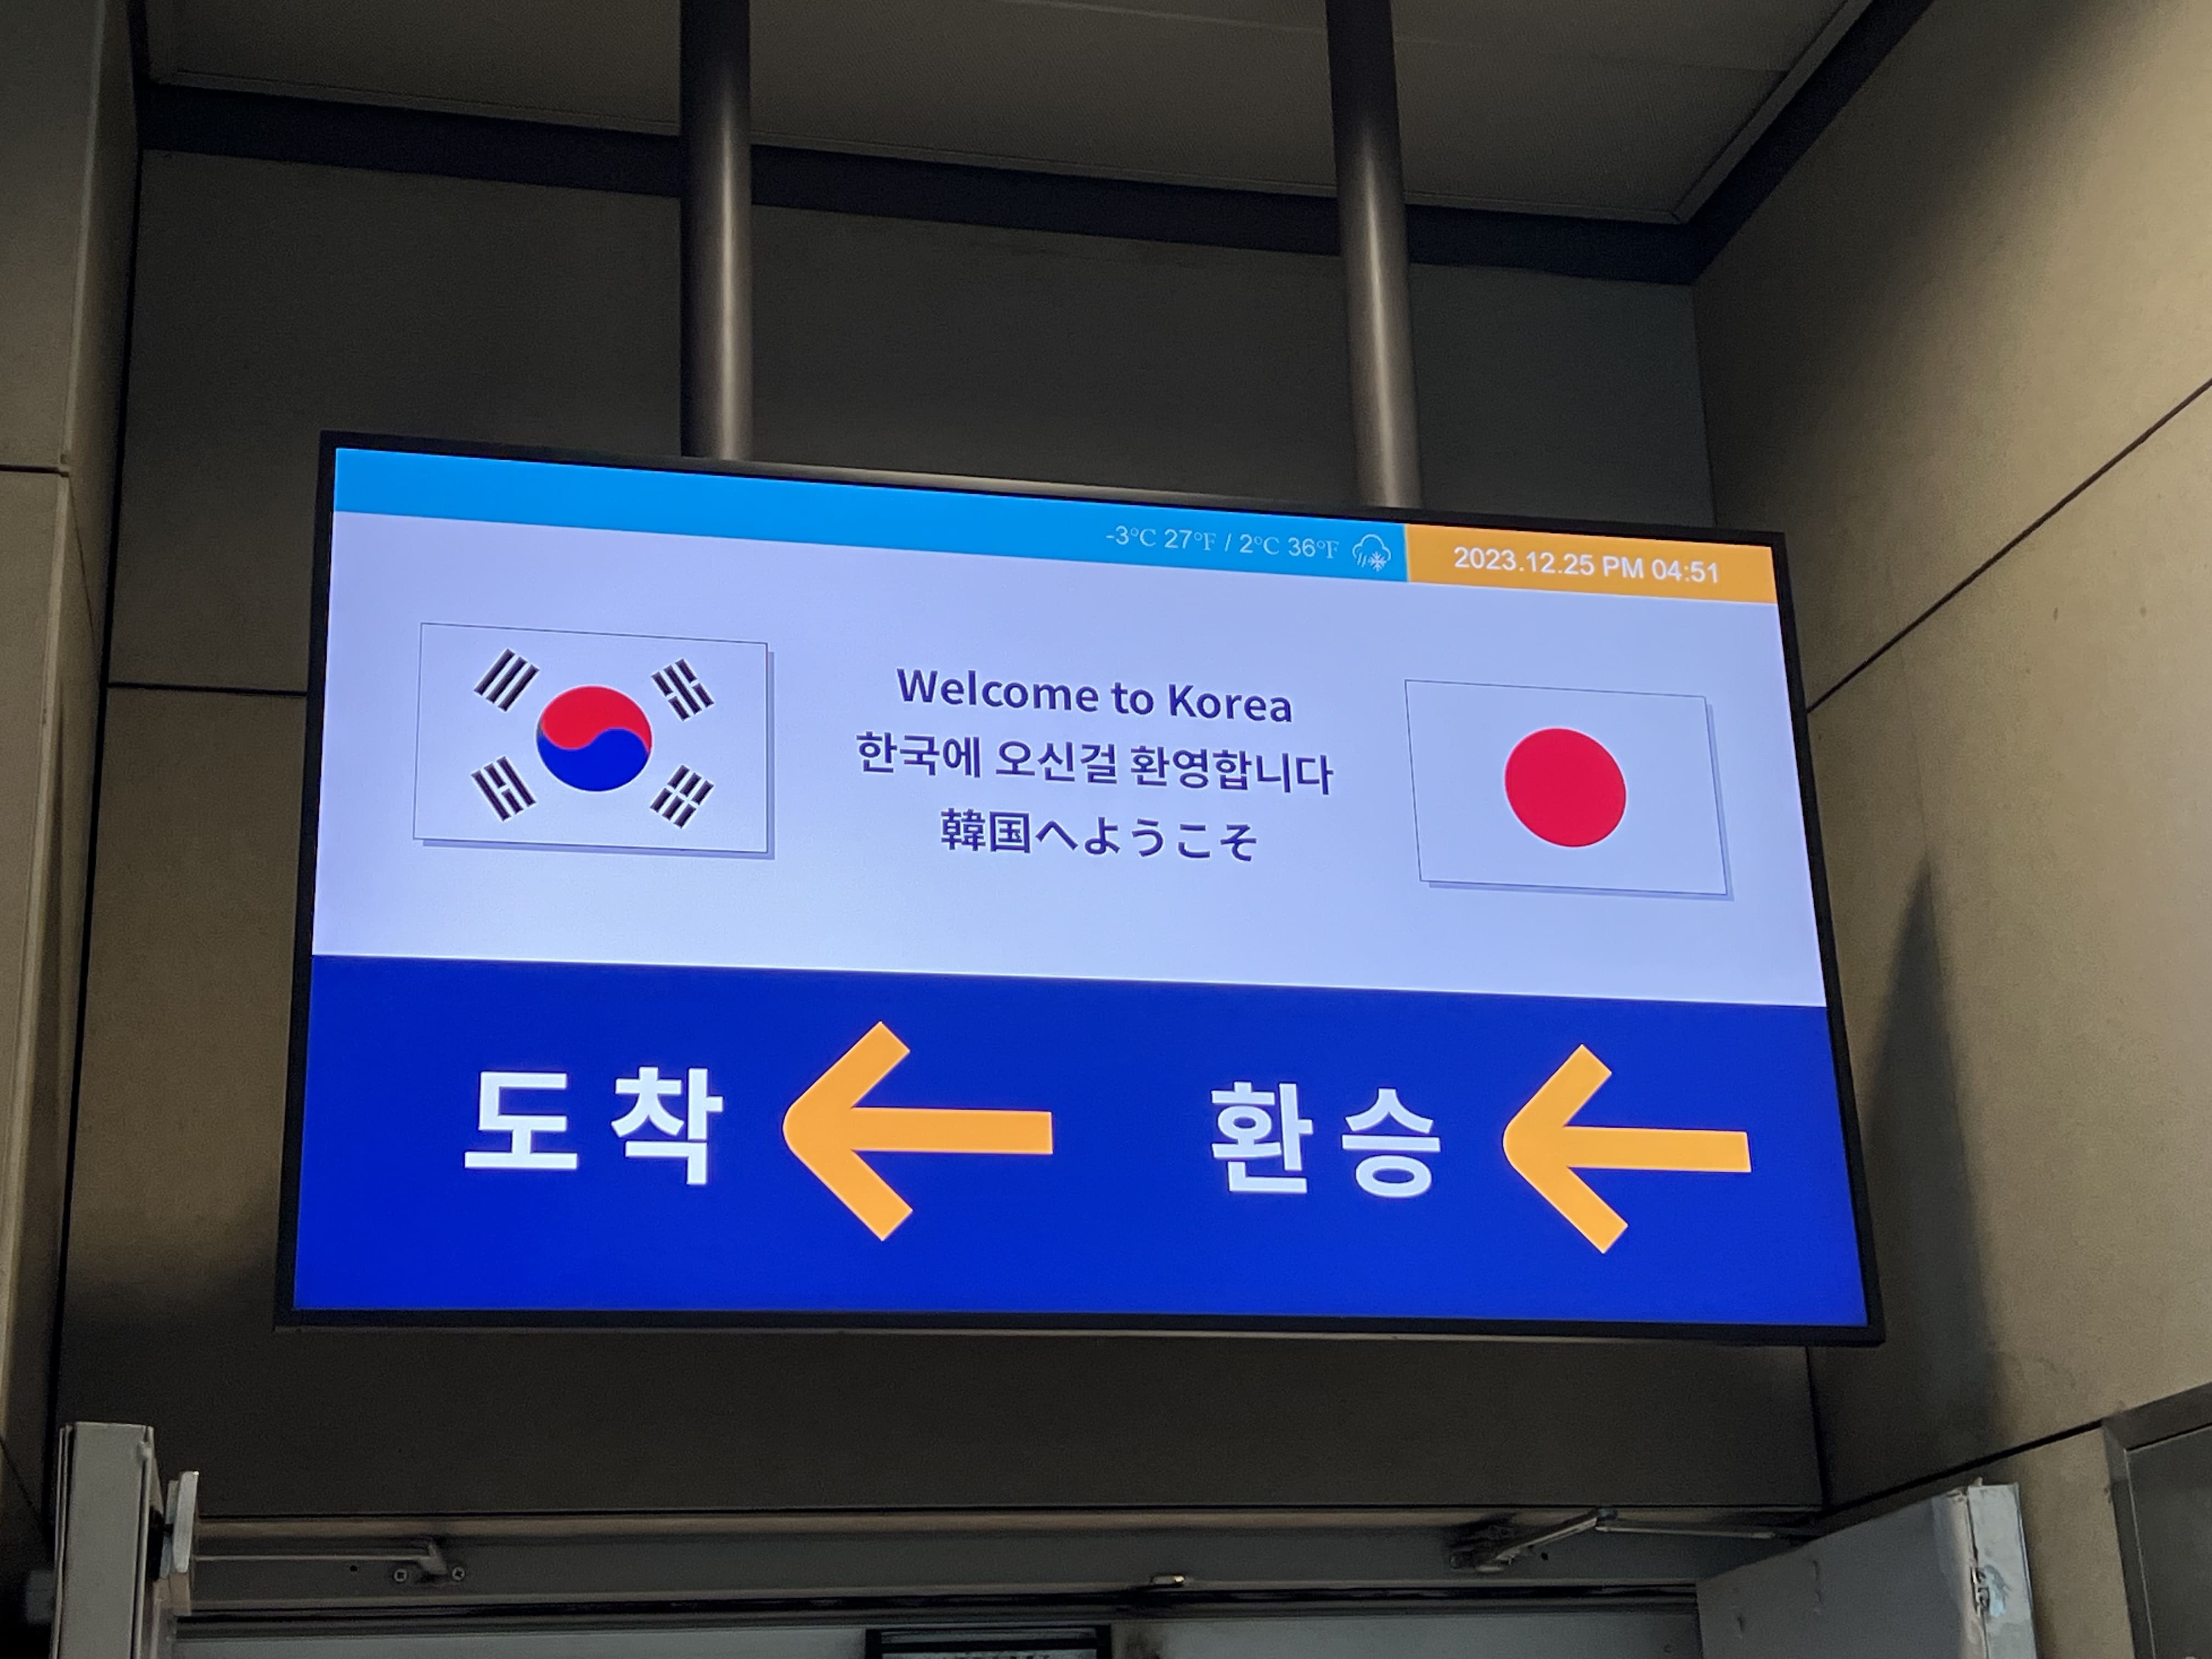 -3°C 27°F / 2°C 36°F
2023.12.25 PM 04:51
Welcome to Korea
한국에 오신걸 환영합니다
韓国へようこそ
도착
환승